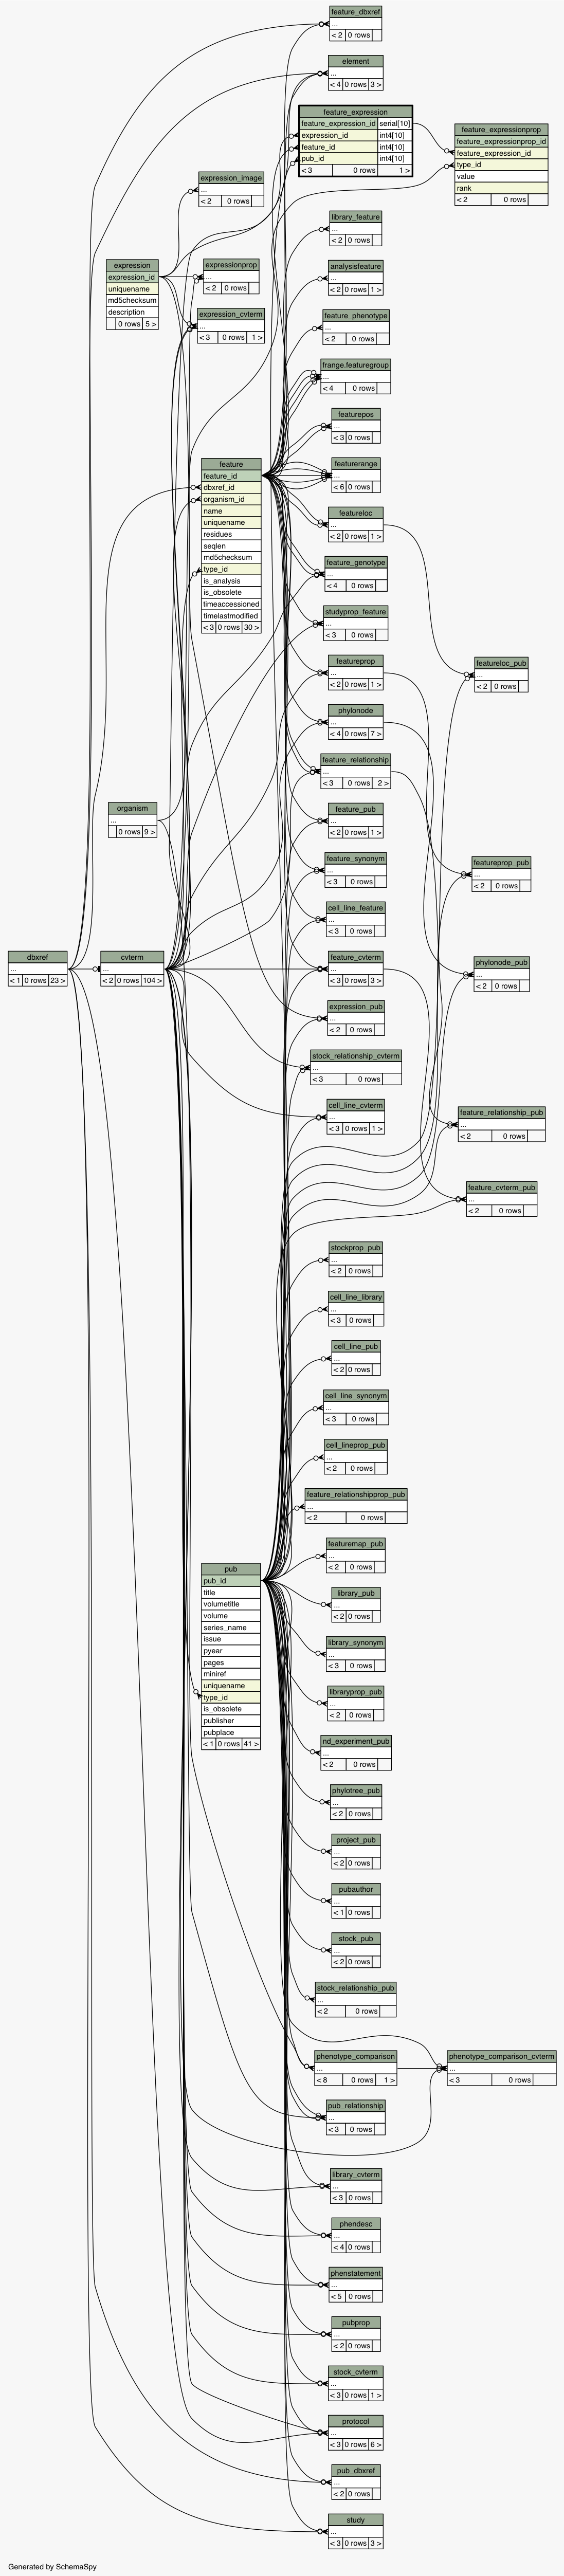 feature_dbxref
...
< 2 0 rows
element
...
< 4 0 rows 3 >
feature_expression
feature_expression_id serial[10]
expression_id int4[10]
feature_id int4[10]
pub_id int4[10]
< 3 0 rows 1 >
feature_expressionprop
feature_expressionprop_id
feature_expression_id
type_id
value
rank
< 2 0 rows
expression_image
...
< 2 0 rows
library_feature
...
< 2 0 rows
expression
expression_id
uniquename
md5checksum
description
0 rows 5 >
expressionprop
...
< 2 0 rows
analysisfeature
...
< 2 0 rows 1 >
expression_cvterm
...
< 3 0 rows 1 >
feature_phenotype
...
< 2 0 rows
frange.featuregroup
...
< 4 0 rows
featurepos
...
< 3 0 rows
feature
feature_id
dbxref_id
organism_id
name
uniquename
residues
seqlen
md5checksum
type_id
is_analysis
is_obsolete
timeaccessioned
timelastmodified
< 3 0 rows 30 >
featurerange
...
< 6 0 rows
featureloc
...
< 2 0 rows 1 >
feature_genotype
...
< 4 0 rows
studyprop_feature
...
< 3 0 rows
featureprop
...
< 2 0 rows 1 >
featureloc_pub
...
< 2 0 rows
phylonode
...
< 4 0 rows 7 >
feature_relationship
...
< 3 0 rows 2 >
organism
...
0 rows 9 >
feature_pub
...
< 2 0 rows 1 >
feature_synonym
...
< 3 0 rows
featureprop_pub
...
< 2 0 rows
cell_line_feature
...
< 3 0 rows
dbxref
...
< 1 0 rows 23 >
cvterm
...
< 2 0 rows 104 >
feature_cvterm
...
< 3 0 rows 3 >
phylonode_pub
...
< 2 0 rows
expression_pub
...
< 2 0 rows
stock_relationship_cvterm
...
< 3 0 rows
cell_line_cvterm
...
< 3 0 rows 1 >
feature_relationship_pub
...
< 2 0 rows
feature_cvterm_pub
...
< 2 0 rows
stockprop_pub
...
< 2 0 rows
cell_line_library
...
< 3 0 rows
cell_line_pub
...
< 2 0 rows
cell_line_synonym
...
< 3 0 rows
cell_lineprop_pub
...
< 2 0 rows
feature_relationshipprop_pub
...
< 2 0 rows
featuremap_pub
...
< 2 0 rows
pub
pub_id
title
volumetitle
volume
series_name
issue
pyear
pages
miniref
uniquename
type_id
is_obsolete
publisher
pubplace
< 1 0 rows 41 >
library_pub
...
< 2 0 rows
library_synonym
...
< 3 0 rows
libraryprop_pub
...
< 2 0 rows
nd_experiment_pub
...
< 2 0 rows
phylotree_pub
...
< 2 0 rows
project_pub
...
< 2 0 rows
pubauthor
...
< 1 0 rows
stock_pub
...
< 2 0 rows
stock_relationship_pub
...
< 2 0 rows
phenotype_comparison
...
< 8 0 rows 1 >
phenotype_comparison_cvterm
...
< 3 0 rows
pub_relationship
...
< 3 0 rows
library_cvterm
...
< 3 0 rows
phendesc
...
< 4 0 rows
phenstatement
...
< 5 0 rows
pubprop
...
< 2 0 rows
stock_cvterm
...
< 3 0 rows 1 >
protocol
...
< 3 0 rows 6 >
pub_dbxref
...
< 2 0 rows
study
...
< 3 0 rows 3 >
Generated by SchemaSpy